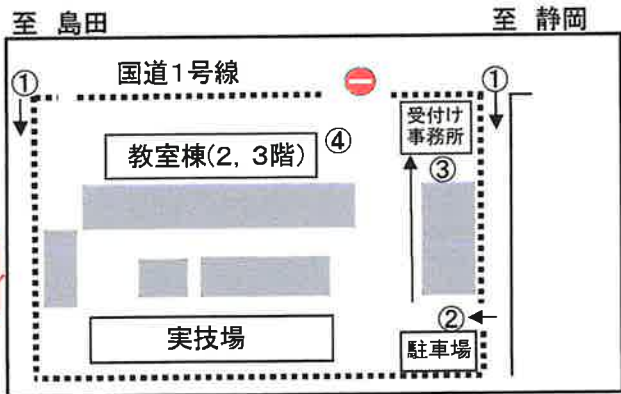 至 島田
至 静岡
①
国道1号線
①
受付け
事務所
教室棟(2, 3階)
④
③
②
実技場
駐車場